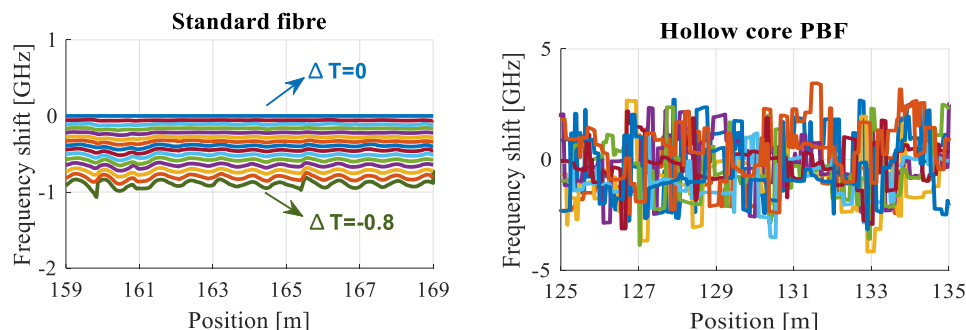 Standard fibre
Frequency shift [GHz]
1
0
-1
-2
Δ T=0
Δ T=-0.8
159 161 163 165 167 169
Position [m]
Hollow core PBF
Frequency shift [GHz]
5
0
-5
125 127 129 131 133 135
Position [m]